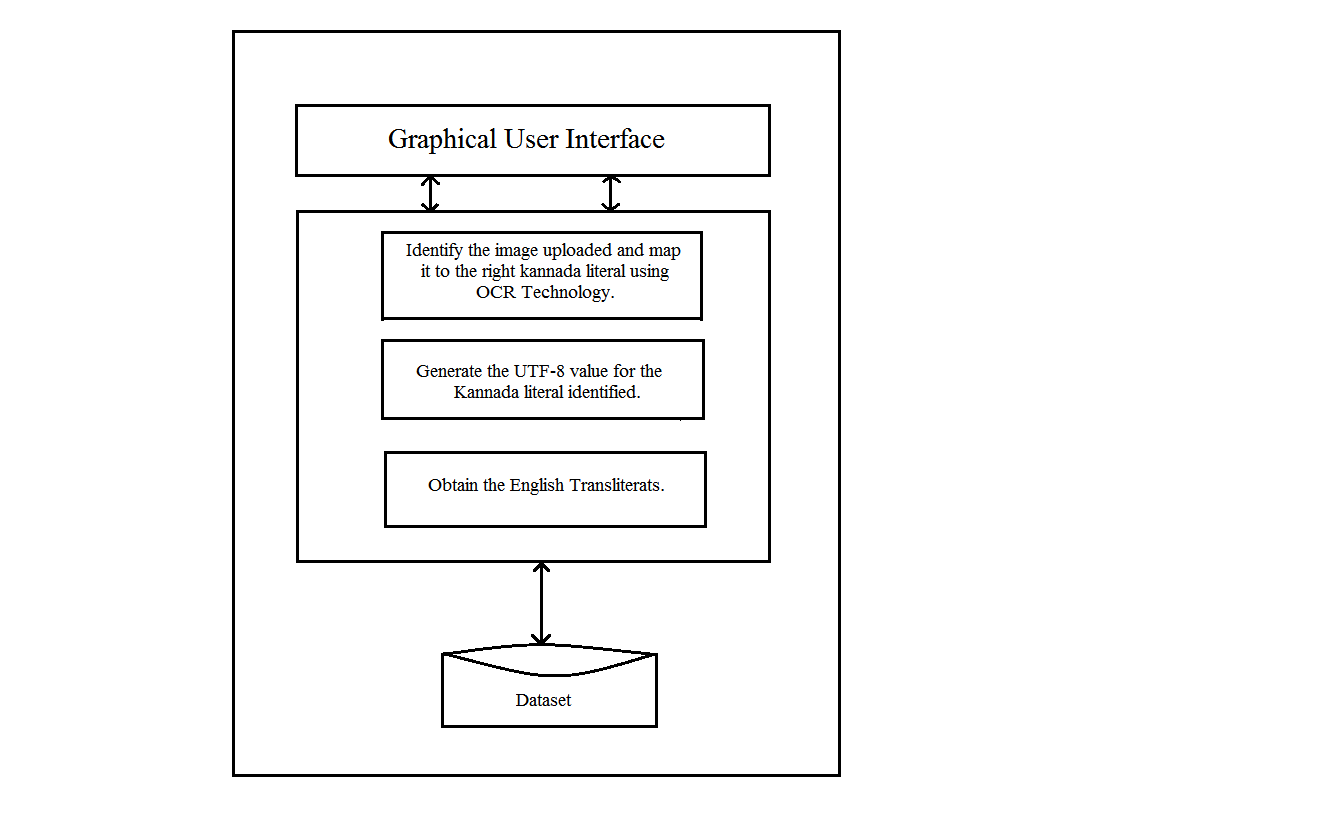 Graphical User Interface
Identify the image uploaded and map
it to the right kannada literal using
OCR Technology.
Generate the UTF-8 value for the
Kannada literal identified.
Obtain the English Transliterats.
Dataset